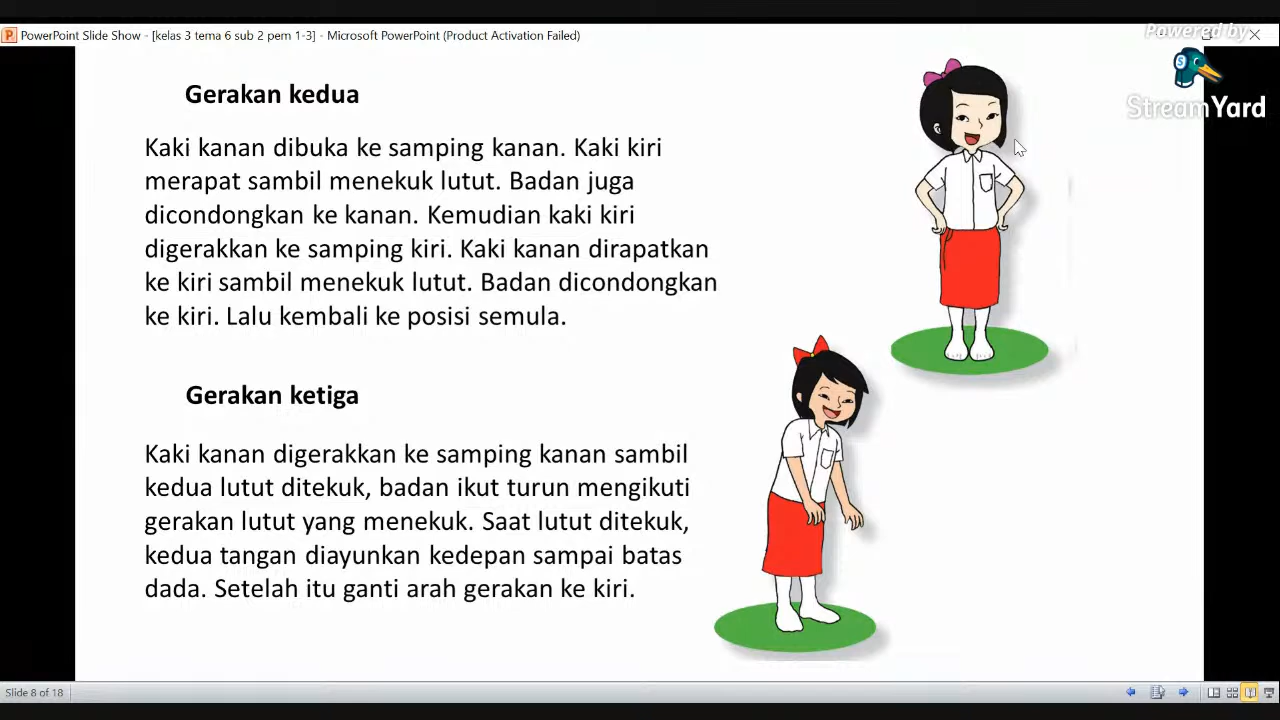 PowerPoint Slide Show - [kelas 3 tema 6 sub 2 pem 1-3] - Microsoft PowerPoint (Product Activation Failed)
Powered by
StreamYard
Gerakan kedua
Kaki kanan dibuka ke samping kanan. Kaki kiri
merapat sambil menekuk lutut. Badan juga
dicondongkan ke kanan. Kemudian kaki kiri
digerakkan ke samping kiri. Kaki kanan dirapatkan
ke kiri sambil menekuk lutut. Badan dicondongkan
ke kiri. Lalu kembali ke posisi semula.
Gerakan ketiga
Kaki kanan digerakkan ke samping kanan sambil
kedua lutut ditekuk, badan ikut turun mengikuti
gerakan lutut yang menekuk. Saat lutut ditekuk,
kedua tangan diayunkan kedepan sampai batas
dada. Setelah itu ganti arah gerakan ke kiri.
Slide 8 of 18